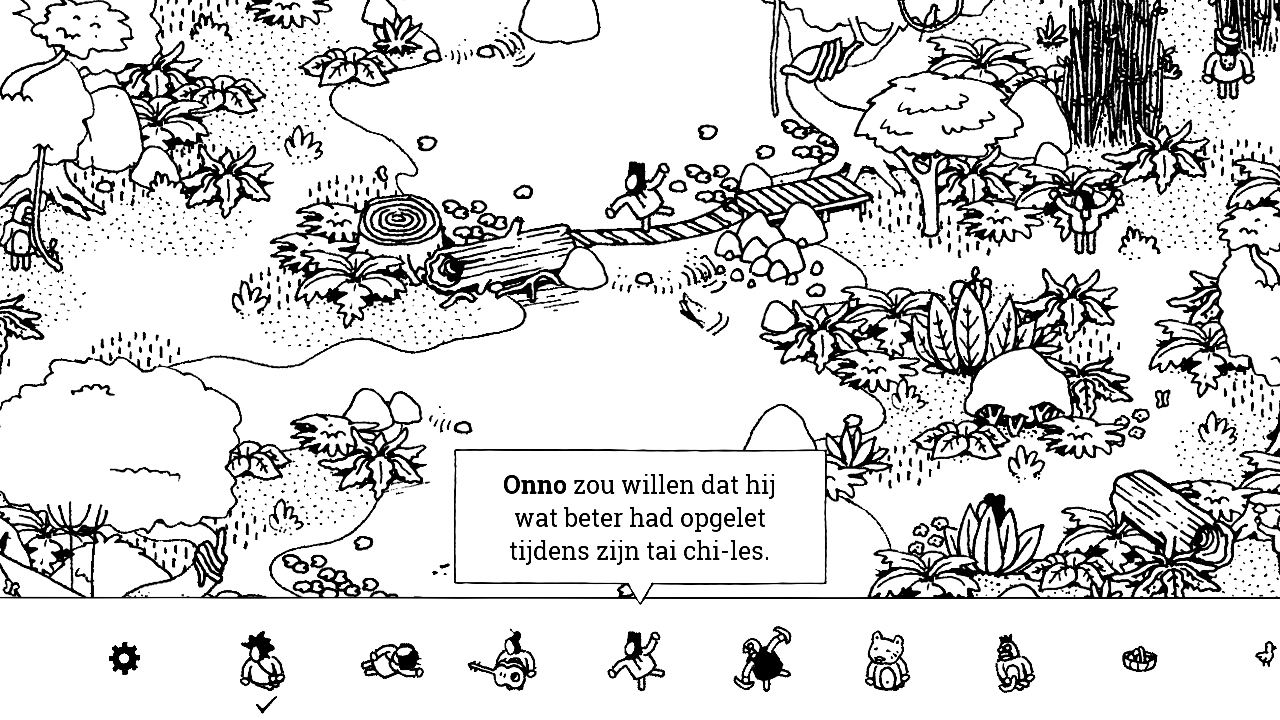 Onno zou willen dat hij
wat beter had opgelet
tijdens zijn tai chi-les.